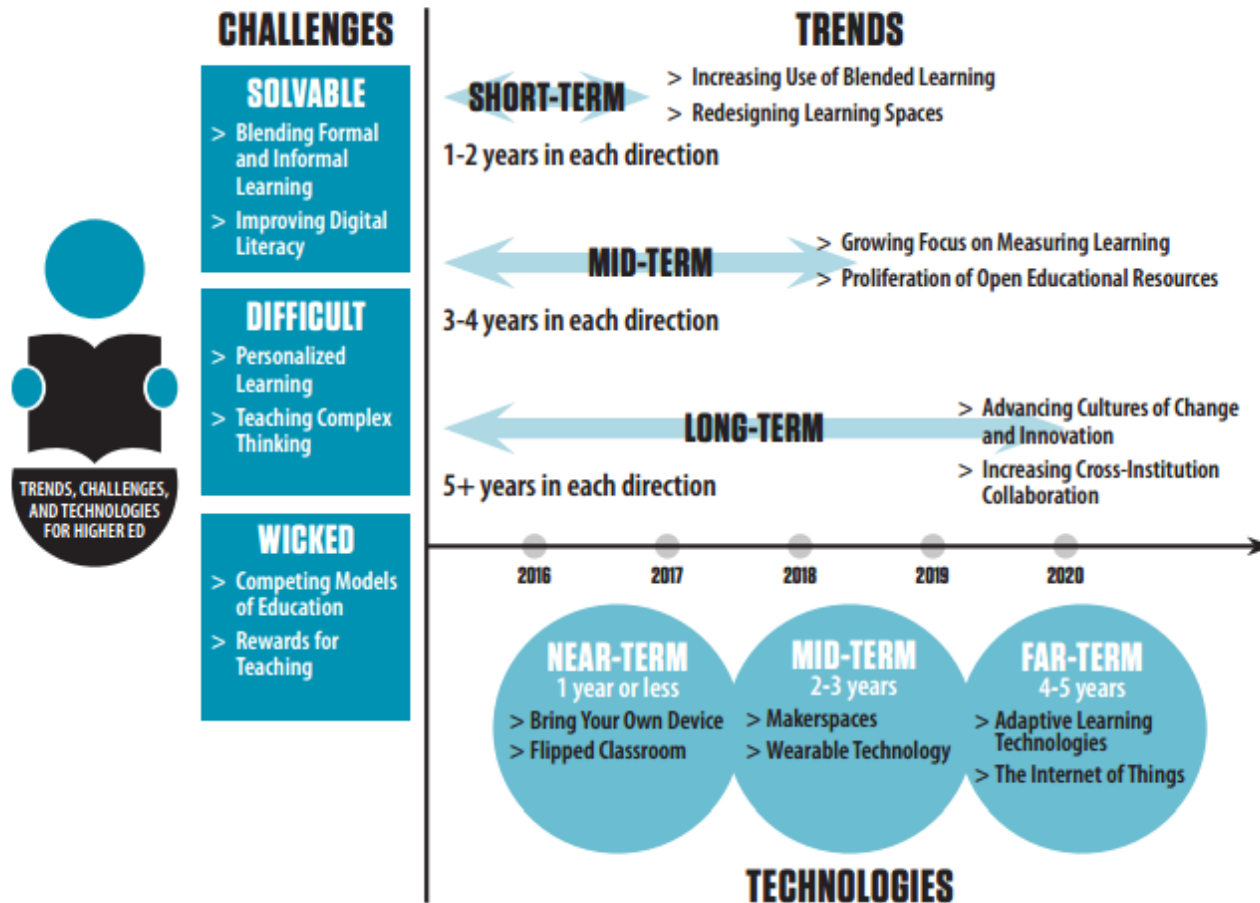 CHALLENGES
SOLVABLE
> Blending Formal
and Informal
Learning
> Improving Digital
Literacy
DIFFICULT
> Personalized
Learning
> Teaching Complex
Thinking
WICKED
> Competing Models
of Education
> Rewards for
Teaching
TRENDS, CHALLENGES,
AND TECHNOLOGIES
FOR HIGHER ED
TRENDS
SHORT-TERM
> Increasing Use of Blended Learning
> Redesigning Learning Spaces
1-2 years in each direction
MID-TERM
> Growing Focus on Measuring Learning
> Proliferation of Open Educational Resources
3-4 years in each direction
LONG-TERM
> Advancing Cultures of Change
and Innovation
> Increasing Cross-Institution
Collaboration
5+ years in each direction
2016 2017 2018 2019 2020
NEAR-TERM
1 year or less
> Bring Your Own Device
> Flipped Classroom
MID-TERM
2-3 years
> Makerspaces
> Wearable Technology
FAR-TERM
4-5 years
> Adaptive Learning
Technologies
> The Internet of Things
TECHNOLOGIES